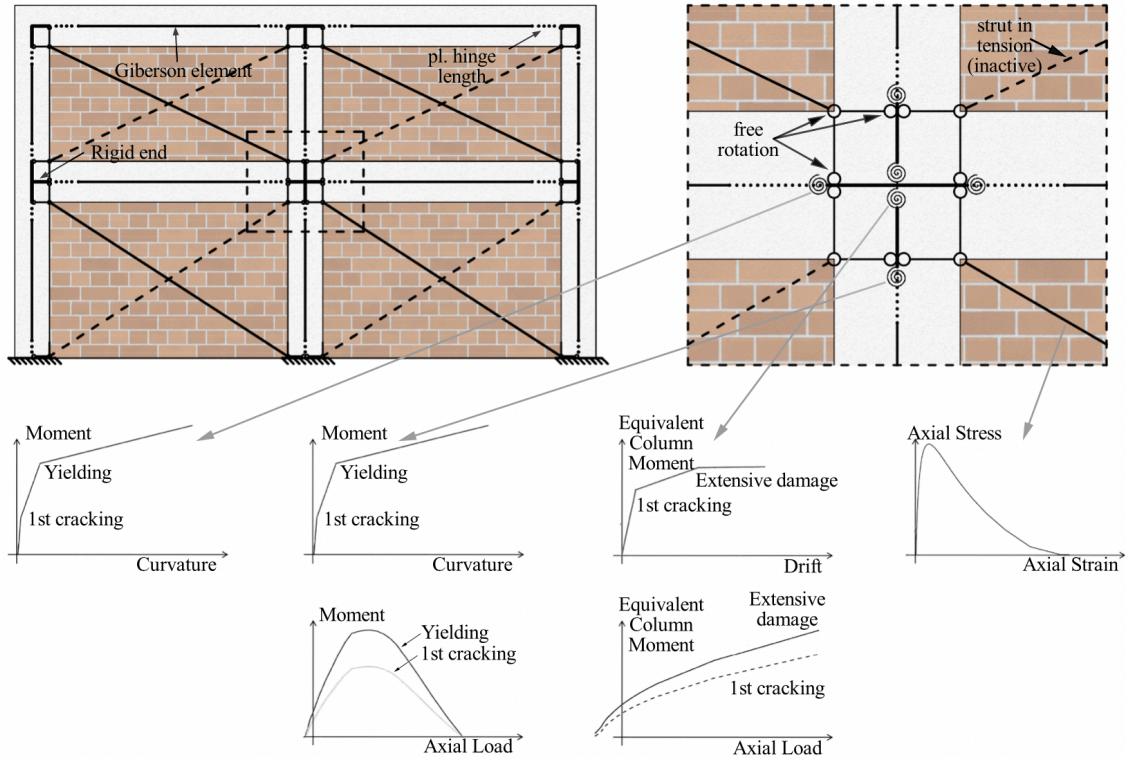 Giberson element
pl. hinge
length
Rigid end
strut in
tension
(inactive)
free
rotation
Moment
Yielding
1st cracking
Curvature
Moment
Yielding
1st cracking
Curvature
Equivalent
Column
Moment
Extensive damage
1st cracking
Drift
Axial Stress
Axial Strain
Moment
Yielding
1st cracking
Axial Load
Equivalent
Column
Moment
Extensive
damage
1st cracking
Axial Load